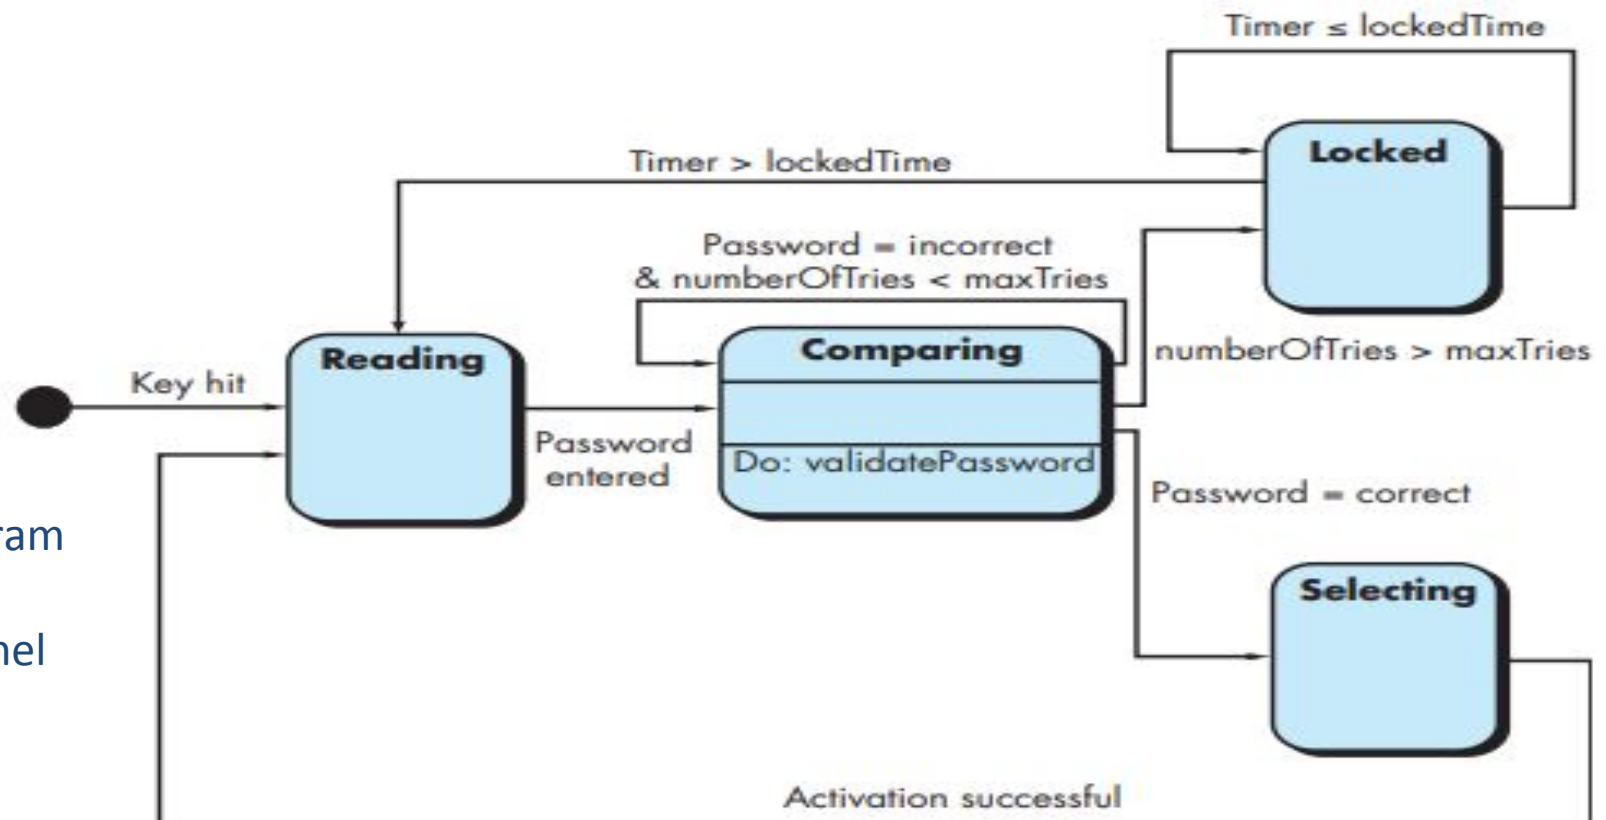 Timer ≤ lockedTime
Locked
Timer > lockedTime
Password = incorrect
& numberOfTries < maxTries
Comparing
numberOfTries > maxTries
Reading
Key hit
Password
entered
Do: validatePassword
Password = correct
ram
Selecting
nel
Activation successful